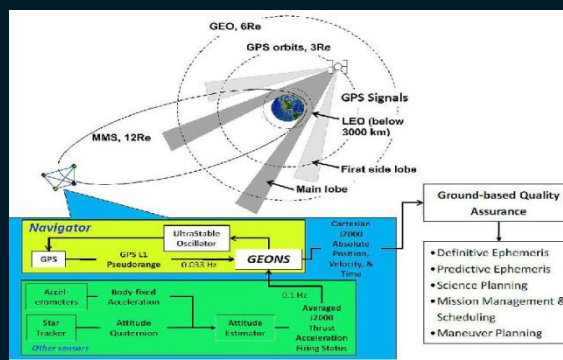 GEO, 6Re
GPS orbits, 3Re
GPS Signals
LEO (below
3000 km)
MMS, 12Re
First side lobe
Main lobe
Navigator
UltraStable
Oscillator
GPS
GPS L1
Pseudorange
0.033 Hz
GEONS
Cartesian
J2000
Absolute
Position,
Velocity, &
Time
Ground-based Quality
Assurance
• Definitive Ephemeris
• Predictive Ephemeris
• Science Planning
• Mission Management &
Scheduling
• Maneuver Planning
0.1 Hz
Accel-
erometers
Body-fixed
Acceleration
Star
Tracker
Attitude
Quaternion
Attitude
Estimator
Averaged
J2000
Thrust
Acceleration
Firing Status
Other sensors